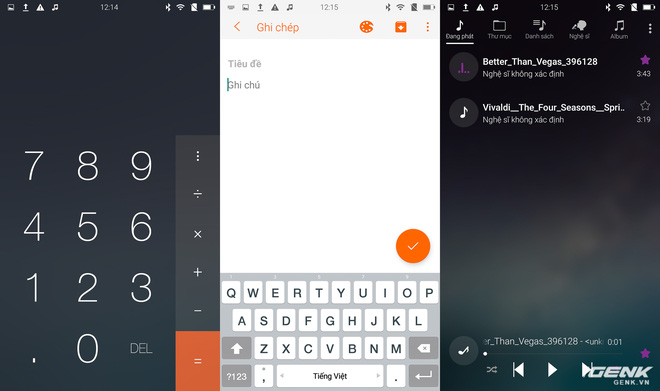 12:14
7 8 9
4 5 6
1 2 3
. 0 DEL
÷
×
+
−
=
12:15
Ghi chép
Tiêu đề
Ghi chú
Q W E R T Y U I O P
A S D F G H J K L
Z X C V B N M
?123 , Tiếng Việt .
12:15
Đang phát Thư mục Danh sách Nghệ sĩ Album
Better_Than_Vegas_396128
Nghệ sĩ không xác định 3:43
Vivaldi__The_Four_Seasons__Spri..
Nghệ sĩ không xác định 3:19
er_Than_Vegas_396128 - <unk 0:01
GENK
GENK.VN